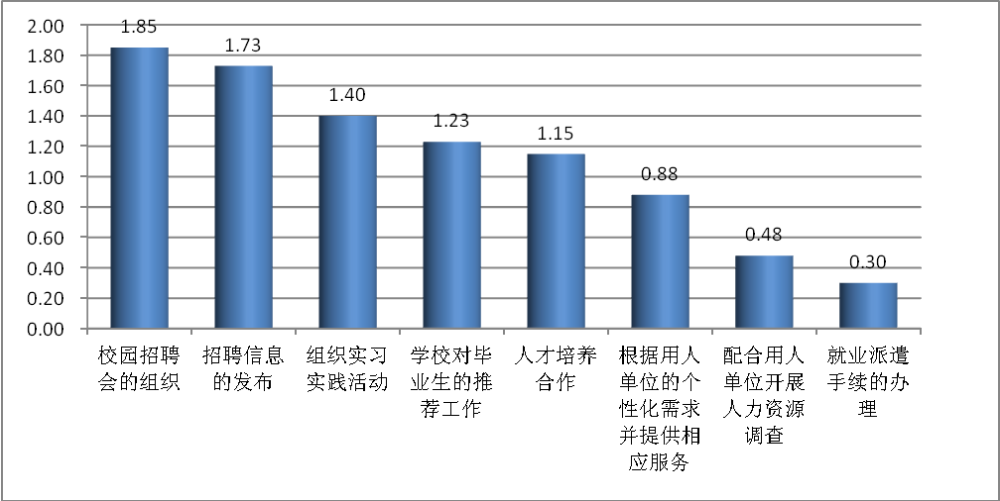 2.00
1.80
1.60
1.40
1.20
1.00
0.80
0.60
0.40
0.20
0.00
1.85
1.73
1.40
1.23
1.15
0.88
0.48
0.30
校园招聘
会的组织
招聘信息
的发布
组织实习
实践活动
学校对毕
业生的推
荐工作
人才培养
合作
根据用人
单位的个
性化需求
并提供相
应服务
配合用人
单位开展
人力资源
调查
就业派遣
手续的办
理